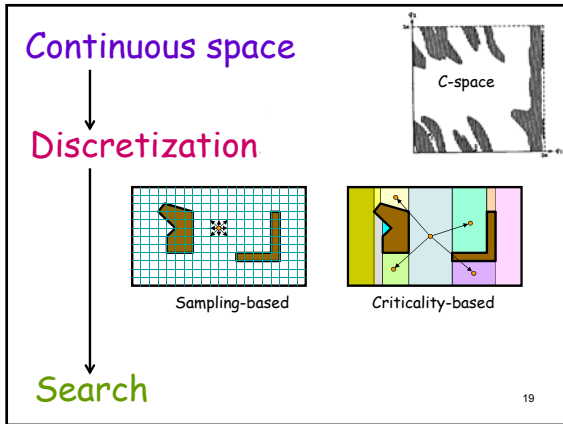 Continuous space
C-space
Discretization
Sampling-based
Criticality-based
Search
19